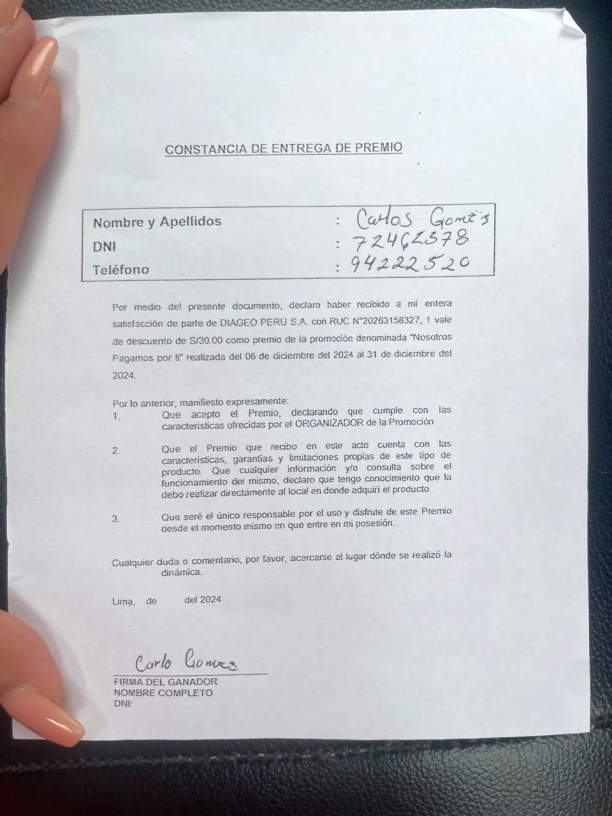 CONSTANCIA DE ENTREGA DE PREMIO
Nombre y Apellidos : Carlos Gomes
DNI : 72462378
Teléfono : 94222520
Por medio del presente documento, declaro haber recibido a mi entera
satisfacción de parte de DIAGEO PERÚ S.A. con RUC N°20263158327, 1 vale
de descuento de S/30.00 como premio de la promoción denominada "Nosotros
Pagamos por ti" realizada del 06 de diciembre del 2024 al 31 de diciembre del
2024.
Por lo anterior, manifiesto expresamente:
1. Que acepto el Premio, declarando que cumple con las
características ofrecidas por el ORGANIZADOR de la Promoción
2. Que el Premio que recibo en este acto cuenta con las
características, garantías y limitaciones propias de este tipo de
producto. Que cualquier información y/o consulta sobre el
funcionamiento del mismo, declaro que tengo conocimiento que la
debo realizar directamente al local en donde adquirí el producto
3. Que seré el único responsable por el uso y disfrute de este Premio
desde el momento mismo en que entre en mi posesión.
Cualquier duda o comentario, por favor, acercarse al lugar dónde se realizó la
dinámica.
Lima, de del 2024
Carlo Gomes
FIRMA DEL GANADOR
NOMBRE COMPLETO
DNI: